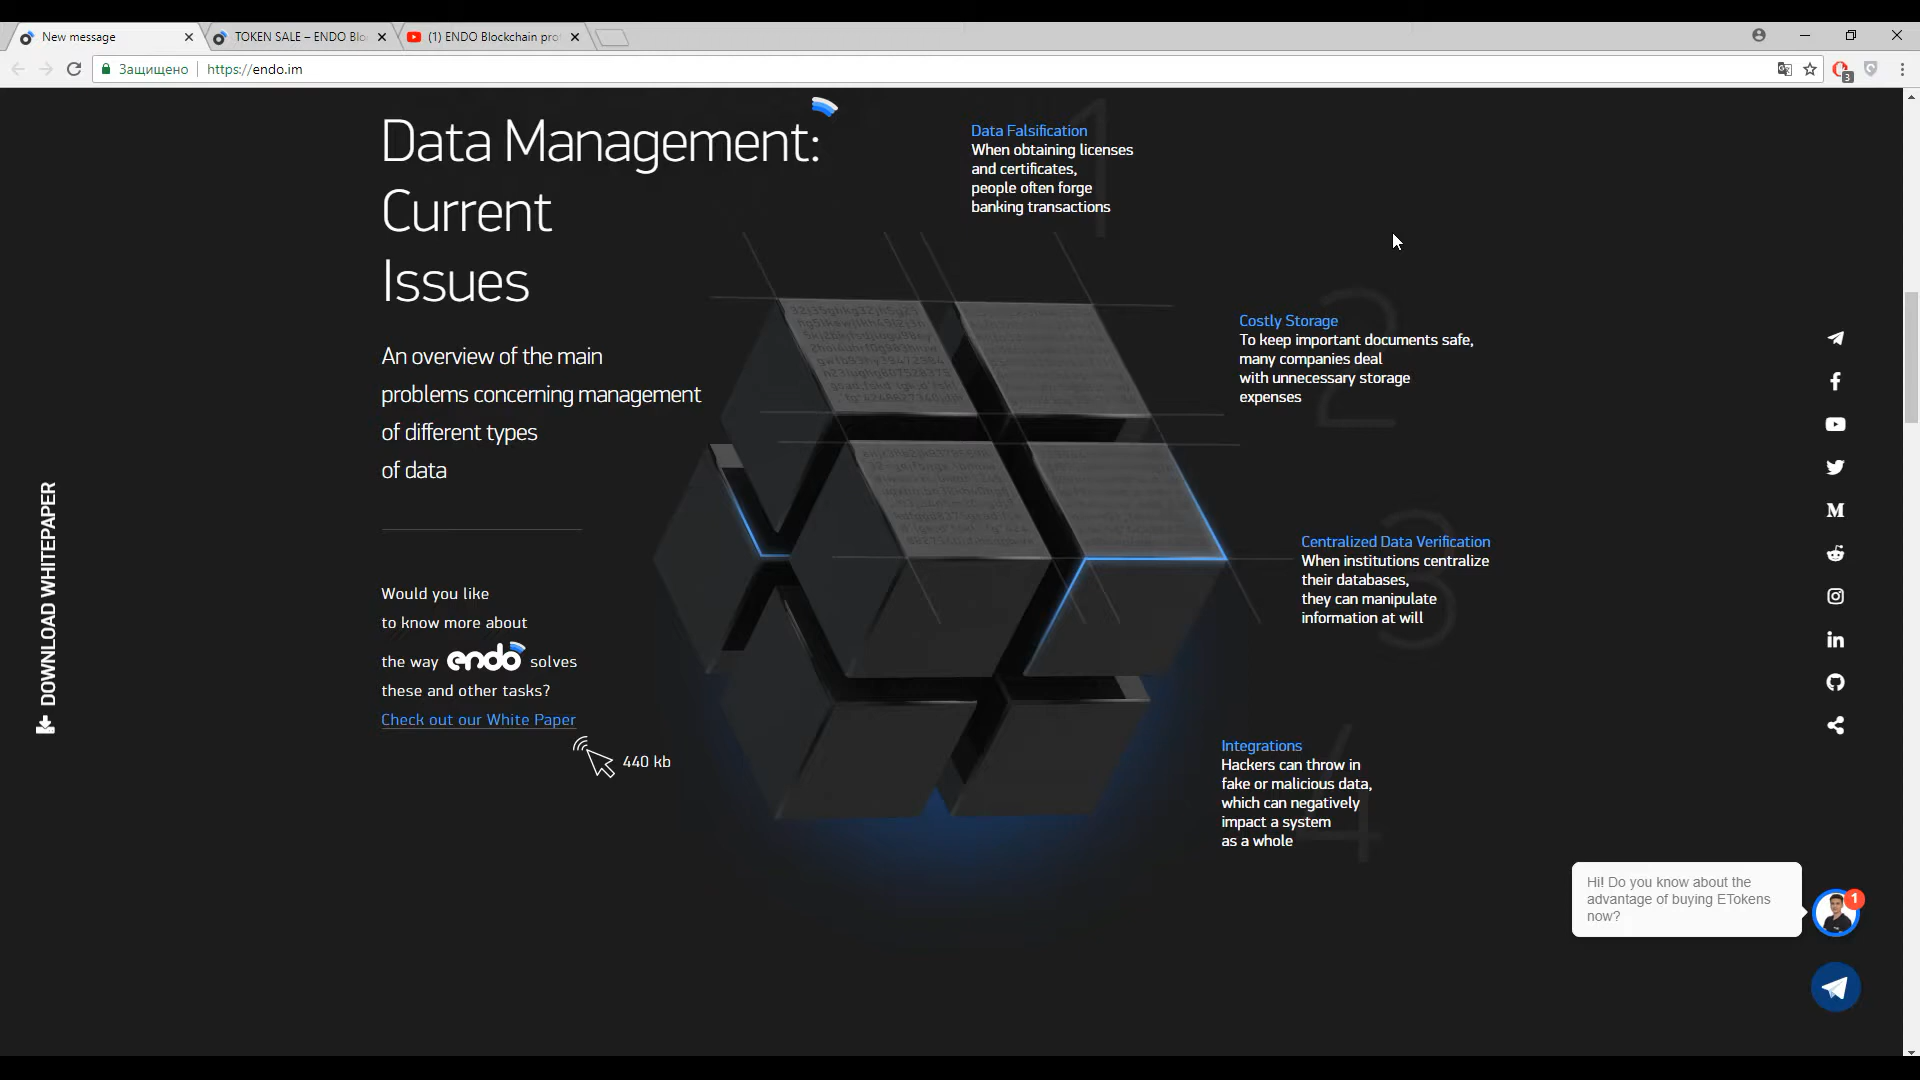 New message
TOKEN SALE – ENDO Blo
(1) ENDO Blockchain pro
Защищено
https://endo.im
Data Management:
Current
Issues
An overview of the main
problems concerning management
of different types
of data
Would you like
to know more about
the way endo solves
these and other tasks?
Check out our White Paper
440 kb
DOWNLOAD WHITEPAPER
1
Data Falsification
When obtaining licenses
and certificates,
people often forge
banking transactions
2
Costly Storage
To keep important documents safe,
many companies deal
with unnecessary storage
expenses
3
Centralized Data Verification
When institutions centralize
their databases,
they can manipulate
information at will
4
Integrations
Hackers can throw in
fake or malicious data,
which can negatively
impact a system
as a whole
Hi! Do you know about the
advantage of buying ETokens
now?
1
3